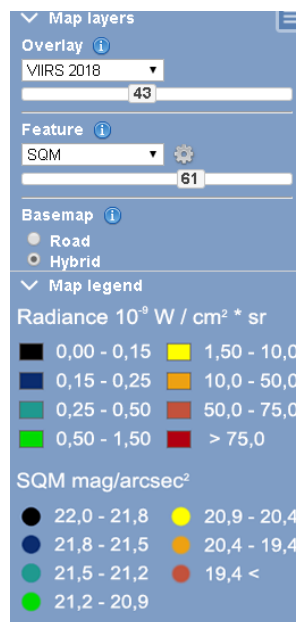 Map layers
Overlay
VIIRS 2018
43
Feature
SQM
61
Basemap
Road
Hybrid
Map legend
Radiance 10⁻⁹ W / cm² * sr
0,00 - 0,15 1,50 - 10,0
0,15 - 0,25 10,0 - 50,0
0,25 - 0,50 50,0 - 75,0
0,50 - 1,50 > 75,0
SQM mag/arcsec²
22,0 - 21,8 20,9 - 20,4
21,8 - 21,5 20,4 - 19,4
21,5 - 21,2 19,4 <
21,2 - 20,9